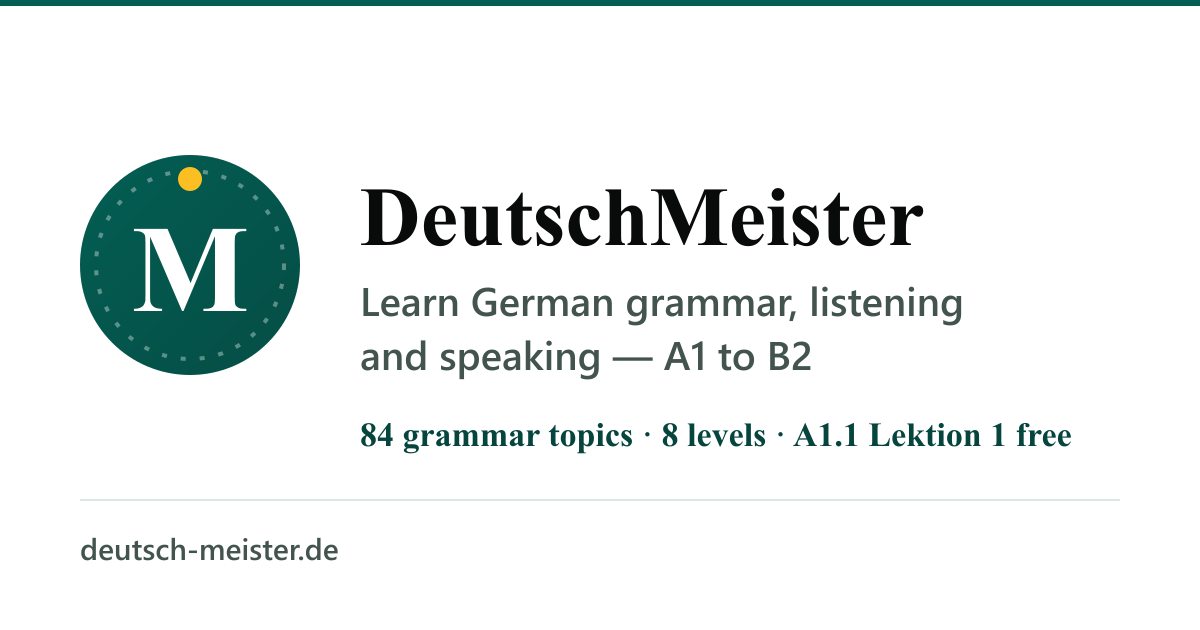 M
DeutschMeister
Learn German grammar, listening
and speaking — A1 to B2
84 grammar topics · 8 levels · A1.1 Lektion 1 free
deutsch-meister.de